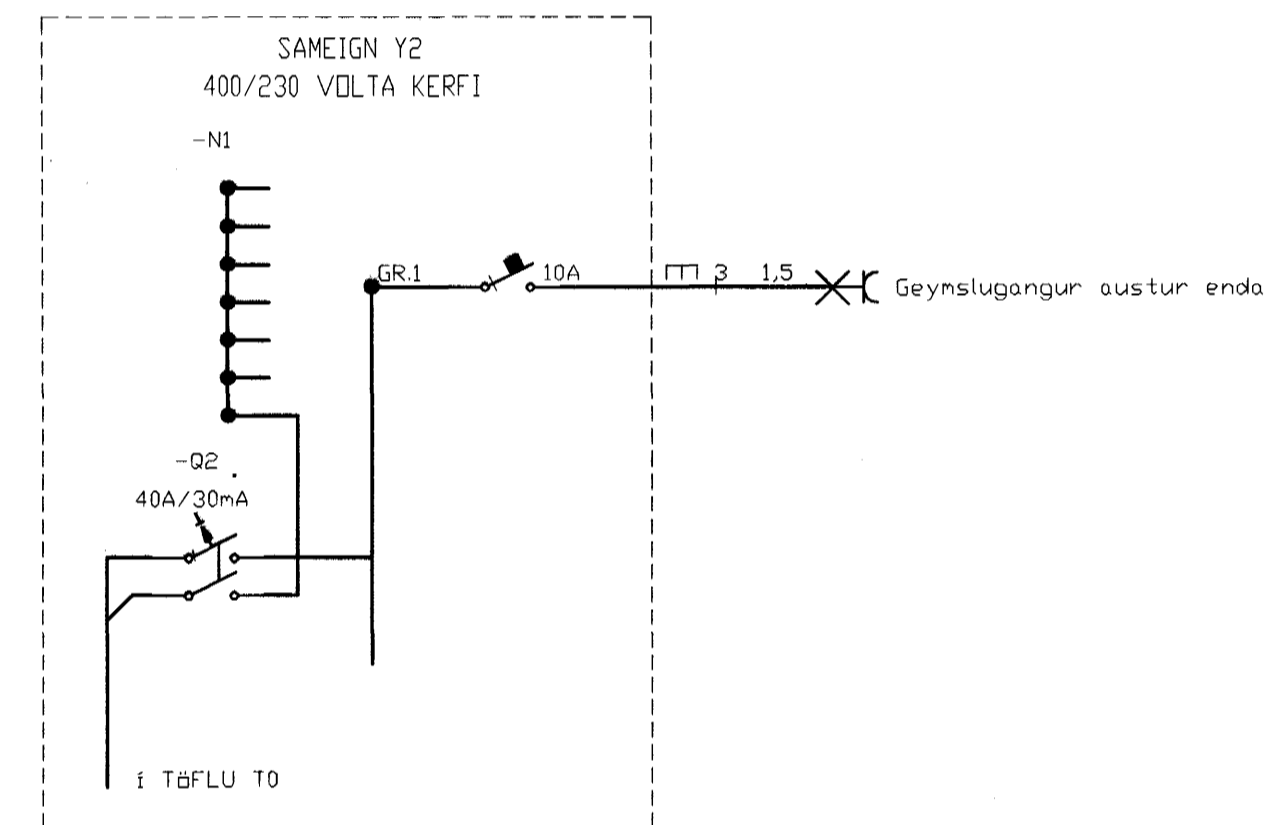 SAMEIGN Y2
400/230 VOLTA KERFI
-N1
GR.1
10A
3
1,5
Geymslugangur austur enda
-Q2
40A/30mA
í TöFLU TO